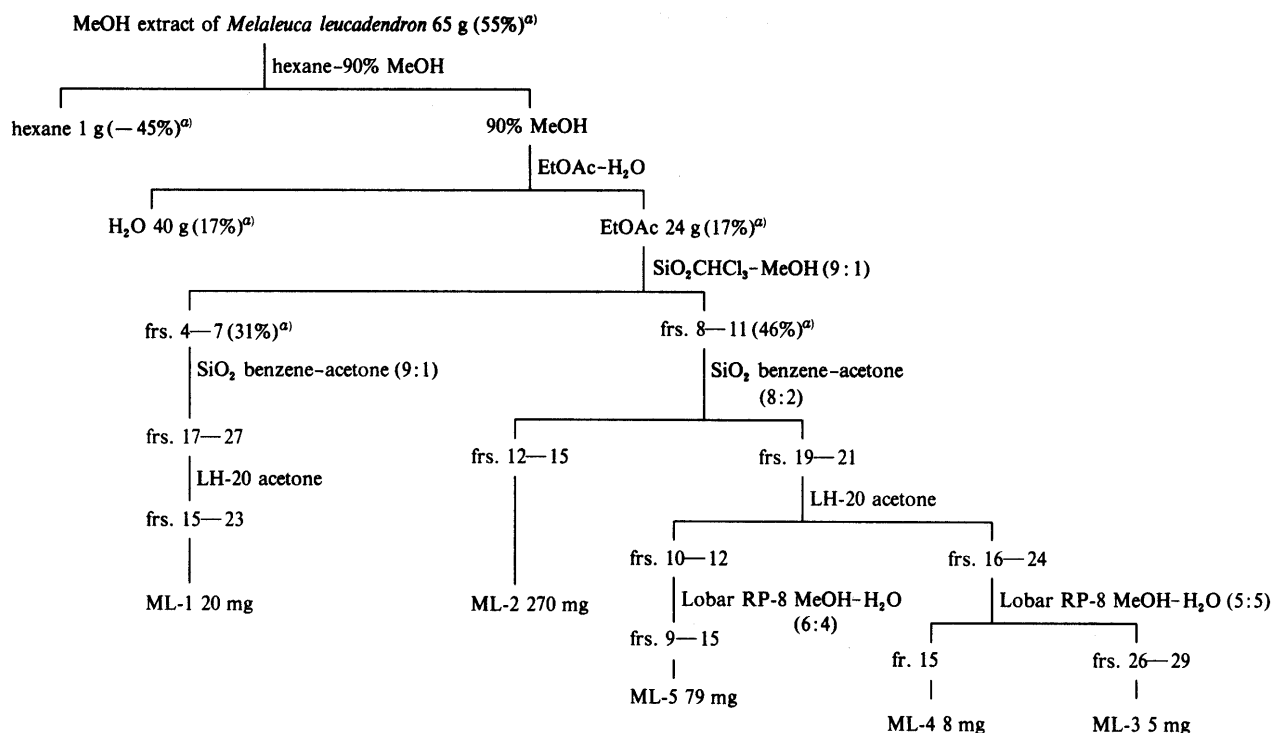 MeOH extract of Melaleuca leucadendron 65 g (55%)a)
hexane–90% MeOH
hexane 1 g (−45%)a)
90% MeOH
EtOAc–H₂O
H₂O 40 g (17%)a)
EtOAc 24 g (17%)a)
SiO₂CHCl₃–MeOH (9:1)
frs. 4—7 (31%)a)
frs. 8—11 (46%)a)
SiO₂ benzene–acetone (9:1)
SiO₂ benzene–acetone
(8:2)
frs. 17—27
frs. 12—15
frs. 19—21
LH-20 acetone
LH-20 acetone
frs. 15—23
frs. 10—12
frs. 16—24
ML-1 20 mg
ML-2 270 mg
Lobar RP-8 MeOH–H₂O
(6:4)
Lobar RP-8 MeOH–H₂O (5:5)
frs. 9—15
fr. 15
frs. 26—29
ML-5 79 mg
ML-4 8 mg
ML-3 5 mg